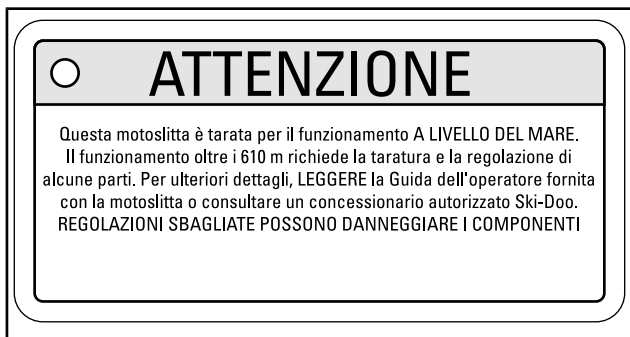 ATTENZIONE
Questa motoslitta è tarata per il funzionamento A LIVELLO DEL MARE.
Il funzionamento oltre i 610 m richiede la taratura e la regolazione di
alcune parti. Per ulteriori dettagli, LEGGERE la Guida dell'operatore fornita
con la motoslitta o consultare un concessionario autorizzato Ski-Doo.
REGOLAZIONI SBAGLIATE POSSONO DANNEGGIARE I COMPONENTI